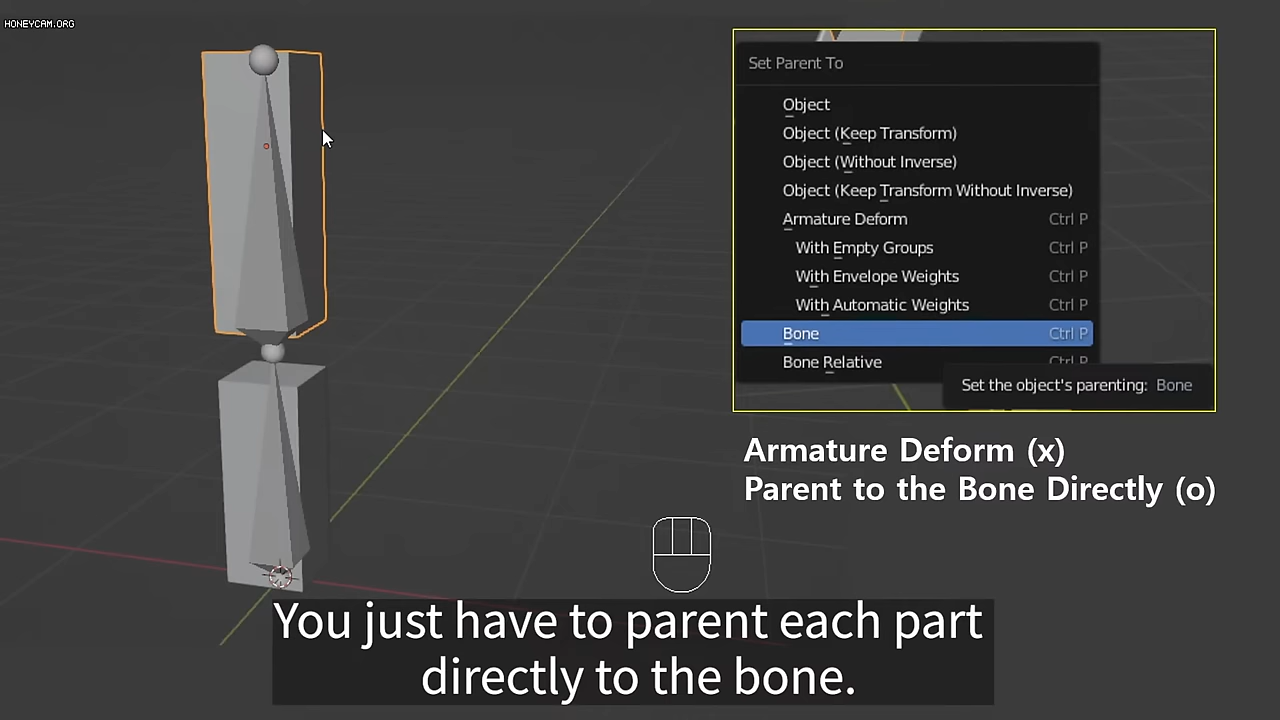 HONEYCAM.ORG
Set Parent To
Object
Object (Keep Transform)
Object (Without Inverse)
Object (Keep Transform Without Inverse)
Armature Deform Ctrl P
With Empty Groups Ctrl P
With Envelope Weights Ctrl P
With Automatic Weights Ctrl P
Bone Ctrl P
Bone Relative Ctrl P
Set the object's parenting: Bone
Armature Deform (x)
Parent to the Bone Directly (o)
You just have to parent each part
directly to the bone.